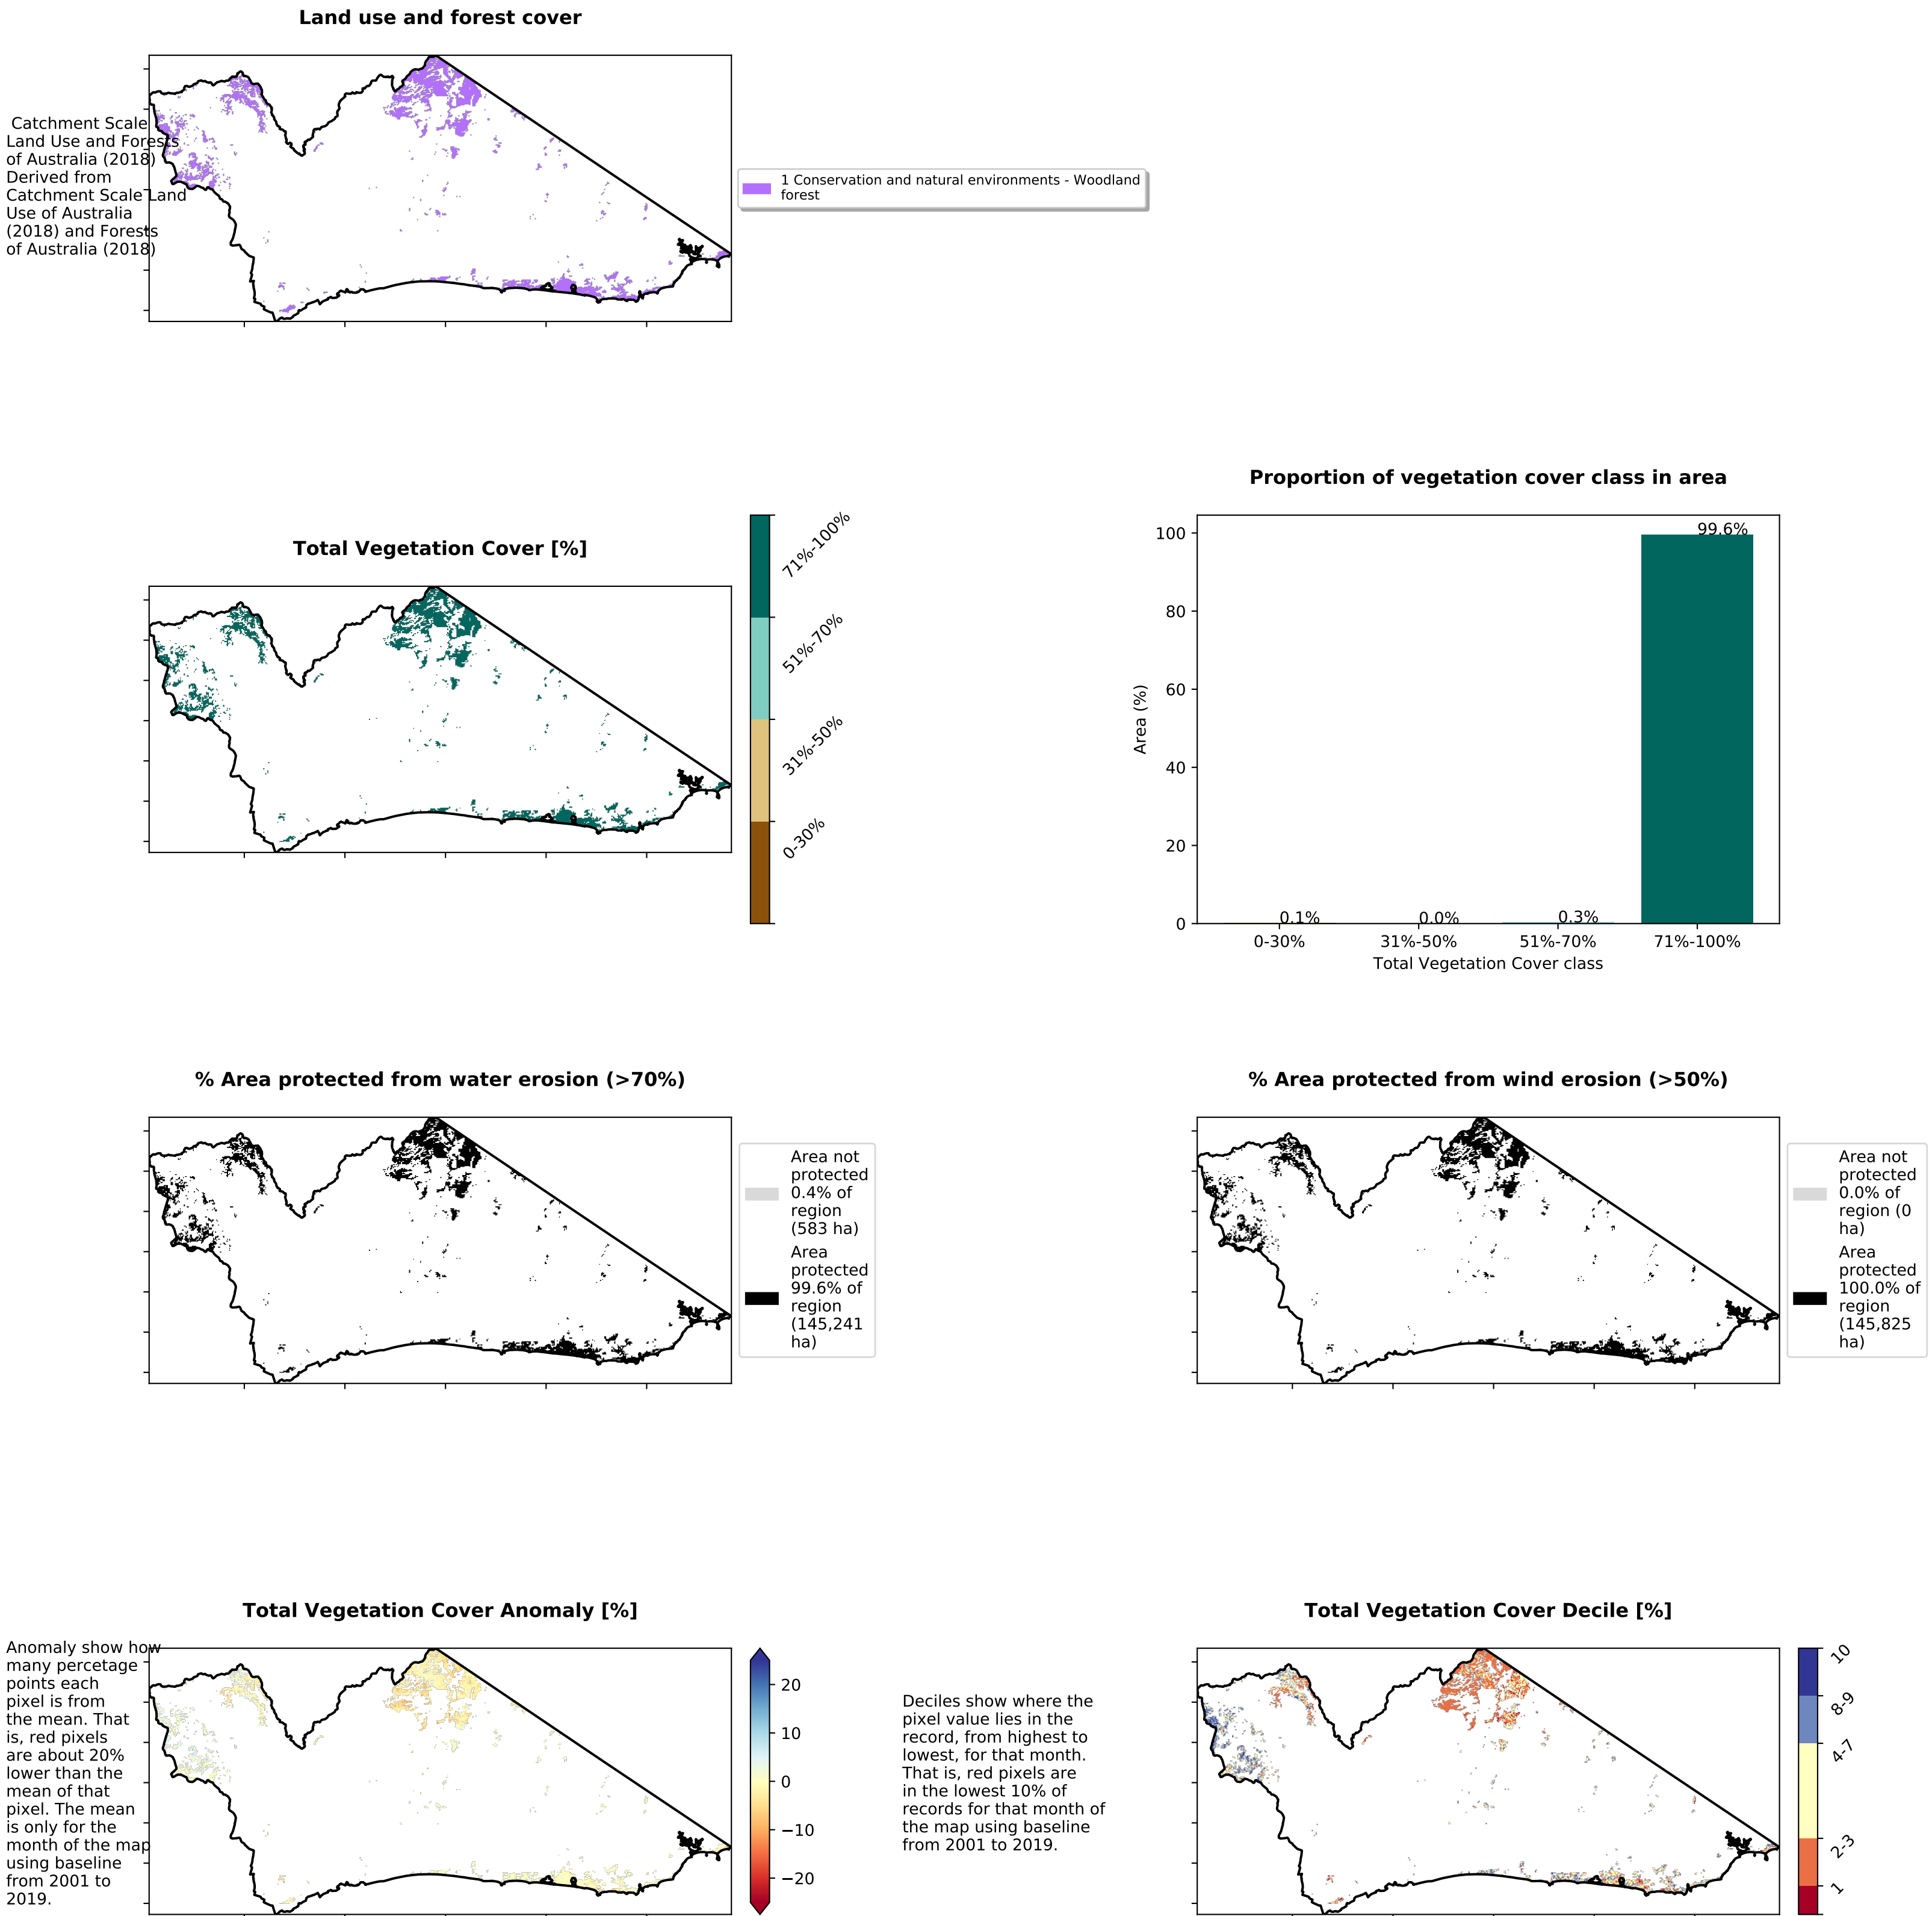 Land use and forest cover
Catchment Scale
Land Use and Forests
of Australia (2018)
Derived from
Catchment Scale Land
Use of Australia
(2018) and Forests
of Australia (2018)
1 Conservation and natural environments - Woodland
forest
Total Vegetation Cover [%]
71%-100%
51%-70%
31%-50%
0-30%
Proportion of vegetation cover class in area
Area (%)
100
80
60
40
20
0
0.1%
0.0%
0.3%
99.6%
0-30%
31%-50%
51%-70%
71%-100%
Total Vegetation Cover class
% Area protected from water erosion (>70%)
Area not
protected
0.4% of
region
(583 ha)
Area
protected
99.6% of
region
(145,241
ha)
% Area protected from wind erosion (>50%)
Area not
protected
0.0% of
region (0
ha)
Area
protected
100.0% of
region
(145,825
ha)
Total Vegetation Cover Anomaly [%]
Anomaly show how
many percetage
points each
pixel is from
the mean. That
is, red pixels
are about 20%
lower than the
mean of that
pixel. The mean
is only for the
month of the map
using baseline
from 2001 to
2019.
20
10
0
−10
−20
Total Vegetation Cover Decile [%]
Deciles show where the
pixel value lies in the
record, from highest to
lowest, for that month.
That is, red pixels are
in the lowest 10% of
records for that month of
the map using baseline
from 2001 to 2019.
10
8-9
4-7
2-3
1